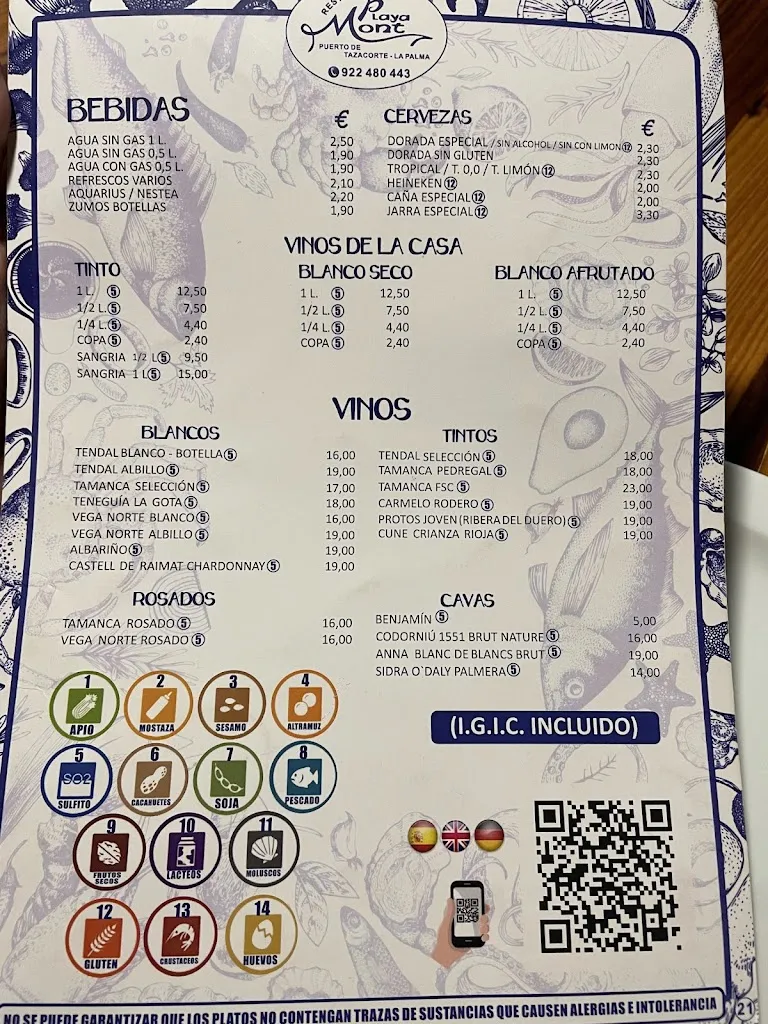 Playa
Mont
PUERTO DE
TAZACORTE - LA PALMA
922 480 443
BEBIDAS €
AGUA SIN GAS 1 L. 2,50
AGUA SIN GAS 0,5 L. 1,90
AGUA CON GAS 0,5 L. 1,90
REFRESCOS VARIOS 2,10
AQUARIUS / NESTEA 2,20
ZUMOS BOTELLAS 1,90
CERVEZAS €
DORADA ESPECIAL / SIN ALCOHOL / SIN CON LIMON 12 2,30
DORADA SIN GLUTEN 2,30
TROPICAL / T. 0,0 / T. LIMÓN 12 2,30
HEINEKEN 12 2,00
CAÑA ESPECIAL 12 2,00
JARRA ESPECIAL 12 3,30
VINOS DE LA CASA
TINTO
1 L. 5 12,50
1/2 L. 5 7,50
1/4 L. 5 4,40
COPA 5 2,40
SANGRIA 1/2 L 5 9,50
SANGRIA 1 L 5 15,00
BLANCO SECO
1 L. 5 12,50
1/2 L. 5 7,50
1/4 L. 5 4,40
COPA 5 2,40
BLANCO AFRUTADO
1 L. 5 12,50
1/2 L. 5 7,50
1/4 L. 5 4,40
COPA 5 2,40
VINOS
BLANCOS
TENDAL BLANCO - BOTELLA 5 16,00
TENDAL ALBILLO 5 19,00
TAMANCA SELECCIÓN 5 17,00
TENEGUÍA LA GOTA 5 18,00
VEGA NORTE BLANCO 5 16,00
VEGA NORTE ALBILLO 5 19,00
ALBARIÑO 5 19,00
CASTELL DE RAIMAT CHARDONNAY 5 19,00
TINTOS
TENDAL SELECCIÓN 5 18,00
TAMANCA PEDREGAL 5 18,00
TAMANCA FSC 5 23,00
CARMELO RODERO 5 19,00
PROTOS JOVEN (RIBERA DEL DUERO) 5 19,00
CUNE CRIANZA RIOJA 5 19,00
ROSADOS
TAMANCA ROSADO 5 16,00
VEGA NORTE ROSADO 5 16,00
CAVAS
BENJAMÍN 5 5,00
CODORNIÚ 1551 BRUT NATURE 5 16,00
ANNA BLANC DE BLANCS BRUT 5 19,00
SIDRA O`DALY PALMERA 5 14,00
(I.G.I.C. INCLUIDO)
1 APIO
2 MOSTAZA
3 SESAMO
4 ALTRAMUZ
5 SO2 SULFITO
6 CACAHUETES
7 SOJA
8 PESCADO
9 FRUTOS SECOS
10 LACTEOS
11 MOLUSCOS
12 GLUTEN
13 CRUSTACEOS
14 HUEVOS
NO SE PUEDE GARANTIZAR QUE LOS PLATOS NO CONTENGAN TRAZAS DE SUSTANCIAS QUE CAUSEN ALERGIAS E INTOLERANCIA
21